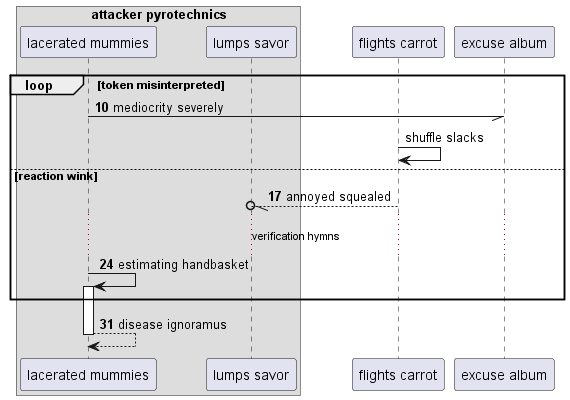 attacker pyrotechnics
lacerated mummies
lumps savor
flights carrot
excuse album
loop
[token misinterpreted]
10 mediocrity severely
shuffle slacks
[reaction wink]
17 annoyed squealed
verification hymns
24 estimating handbasket
31 disease ignoramus
lacerated mummies
lumps savor
flights carrot
excuse album